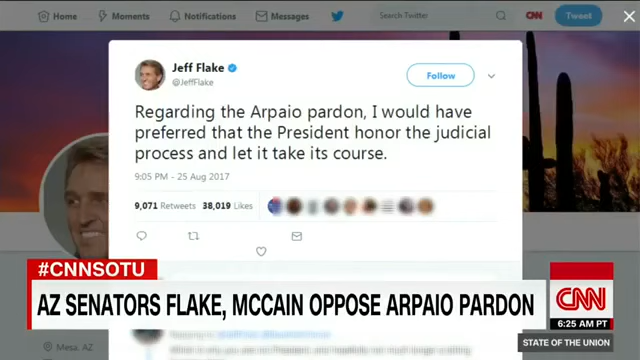 Home
Moments
Notifications
Messages
Search Twitter
CNN
Tweet
Jeff Flake
@JeffFlake
Follow
Regarding the Arpaio pardon, I would have
preferred that the President honor the judicial
process and let it take its course.
9:05 PM - 25 Aug 2017
9,071 Retweets 38,019 Likes
#CNNSOTU
AZ SENATORS FLAKE, MCCAIN OPPOSE ARPAIO PARDON
CNN
6:25 AM PT
Mesa, AZ
STATE OF THE UNION